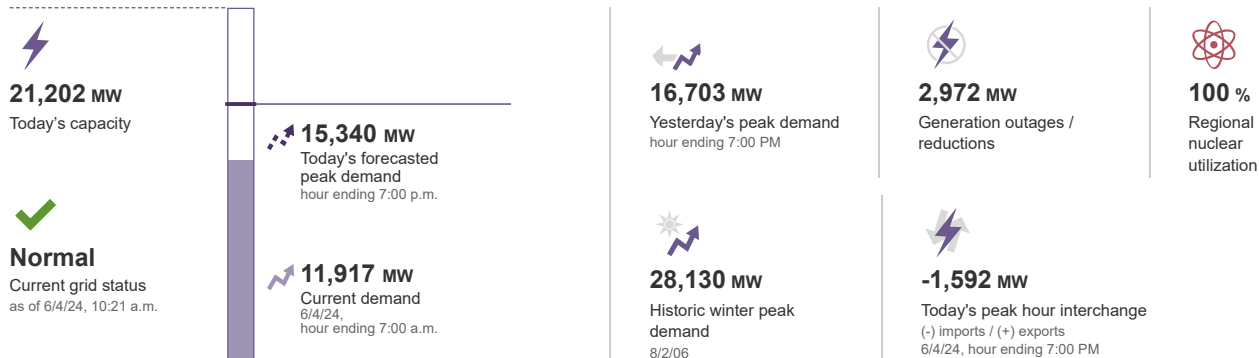 21,202 MW
Today's capacity
Normal
Current grid status
as of 6/4/24, 10:21 a.m.
15,340 MW
Today's forecasted
peak demand
hour ending 7:00 p.m.
11,917 MW
Current demand
6/4/24,
hour ending 7:00 a.m.
16,703 MW
Yesterday's peak demand
hour ending 7:00 PM
2,972 MW
Generation outages /
reductions
100 %
Regional
nuclear
utilization
28,130 MW
Historic winter peak
demand
8/2/06
-1,592 MW
Today's peak hour interchange
(-) imports / (+) exports
6/4/24, hour ending 7:00 PM